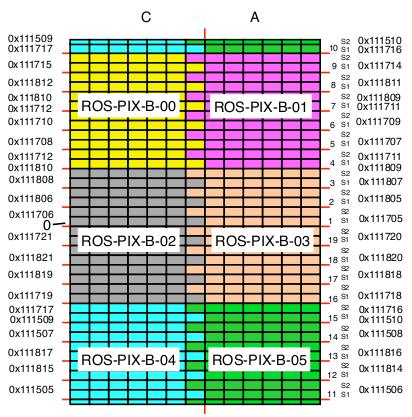 C A
0x111509 S2 0x111510
0x111717 10 S1 0x111716
S2
0x111715 9 S1 0x111714
S2
0x111812 8 S1 0x111811
0x111810 S2 0x111809
0x111712 ROS-PIX-B-00 ROS-PIX-B-01 7 S1 0x111711
S2
0x111710 6 S1 0x111709
S2
0x111708 5 S1 0x111707
0x111712 S2 0x111711
0x111810 4 S1 0x111809
S2
0x111808 3 S1 0x111807
S2
0x111806 2 S1 0x111805
S2
0x111706 1 S1 0x111705
0
S2
0x111721 ROS-PIX-B-02 ROS-PIX-B-03 19 S1 0x111720
S2
0x111821 18 S1 0x111820
S2
0x111819 17 S1 0x111818
S2
0x111719 16 S1 0x111718
0x111717 S2 0x111716
0x111509 15 S1 0x111510
S2
0x111507 14 S1 0x111508
S2
0x111817 ROS-PIX-B-04 ROS-PIX-B-05 13 S1 0x111816
S2
0x111815 12 S1 0x111814
S2
0x111505 11 S1 0x111506